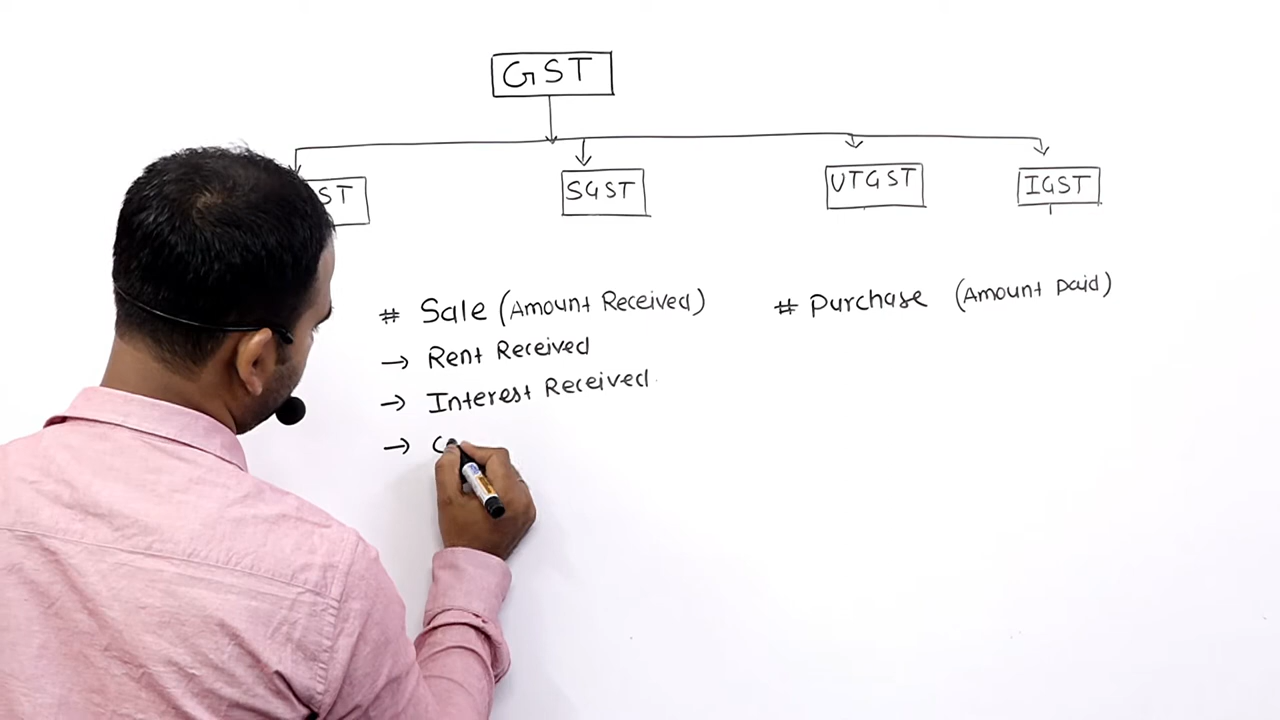 GST
ST
SGST
UTGST
IGST
# Sale (Amount Received)
→ Rent Received
→ Interest Received
→ C
# Purchase (Amount paid)